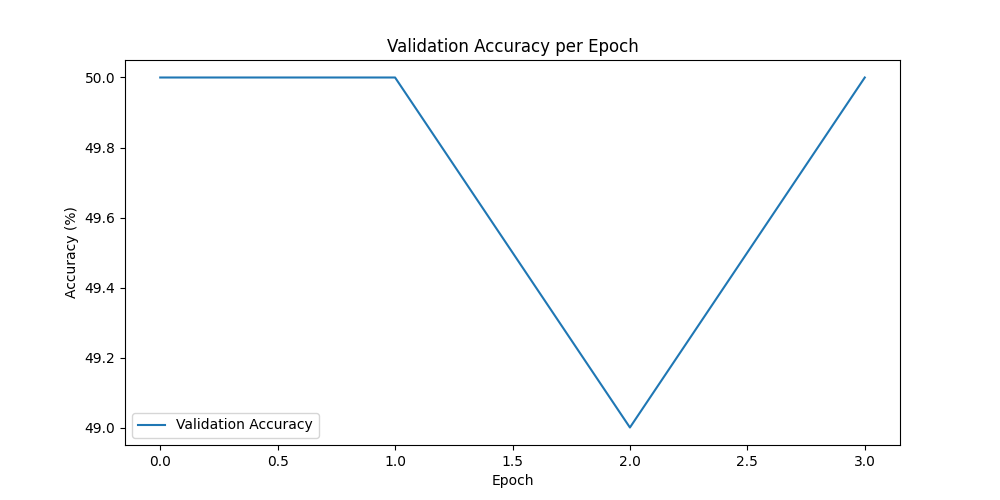 Validation Accuracy per Epoch
50.0
49.8
49.6
49.4
49.2
49.0
Accuracy (%)
Validation Accuracy
0.0 0.5 1.0 1.5 2.0 2.5 3.0
Epoch